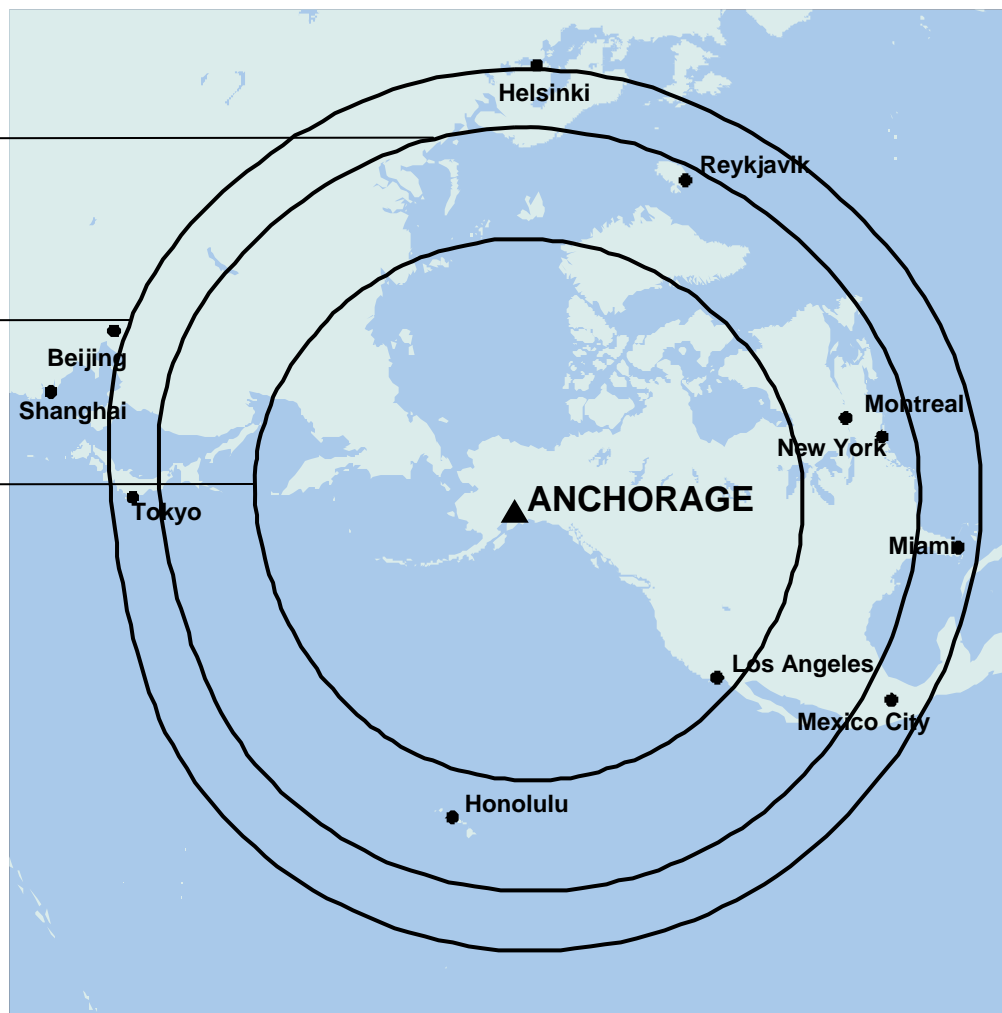 Helsinki
Reykjavik
Beijing
Shanghai
Montreal
New York
ANCHORAGE
Tokyo
Miami
Los Angeles
Mexico City
Honolulu